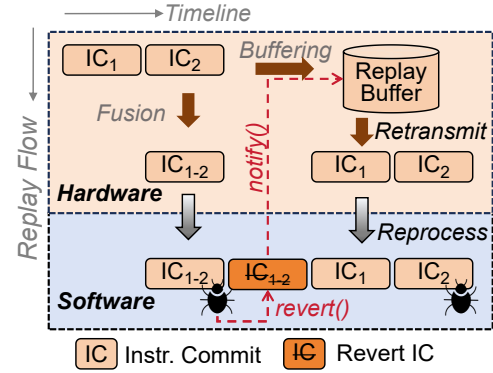 Timeline
Replay Flow
IC1 IC2 Buffering Replay
Buffer
Fusion notify() Retransmit
IC1-2 IC1 IC2
Hardware
Reprocess
IC1-2 IC1-2 IC1 IC2
Software revert()
IC Instr. Commit IC Revert IC